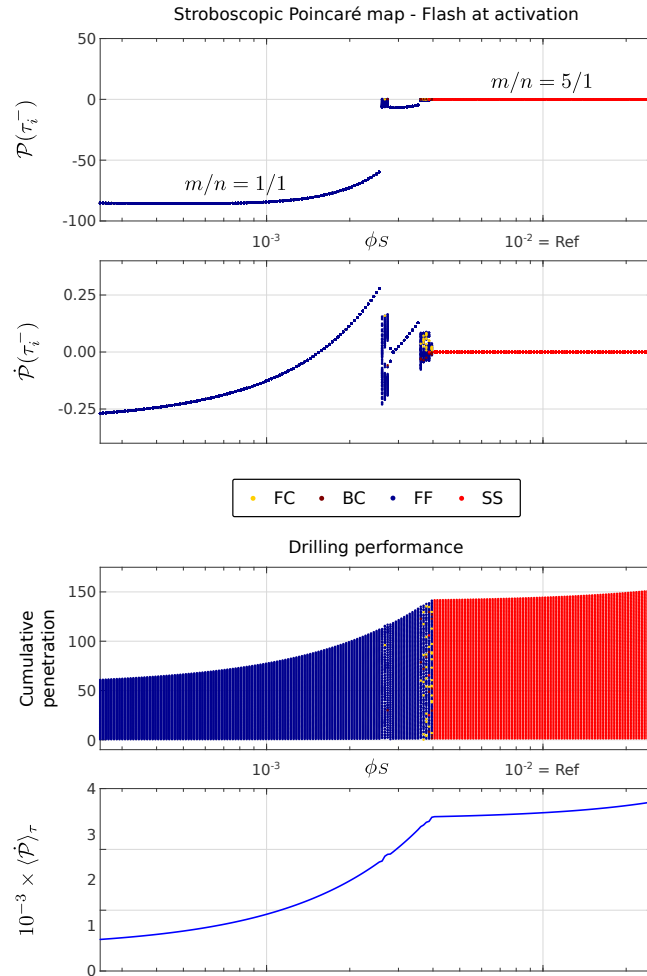 Stroboscopic Poincaré map - Flash at activation
50
0
-50
-100
𝒫(τᵢ⁻)
m/n = 1/1
m/n = 5/1
10⁻³
ϕ_S
10⁻² = Ref
0.25
0.00
-0.25
𝒫̇(τᵢ⁻)
FC
BC
FF
SS
Drilling performance
150
100
50
0
Cumulative
penetration
10⁻³
ϕ_S
10⁻² = Ref
4
3
2
1
0
10⁻³ × ⟨𝒫̇⟩_τ